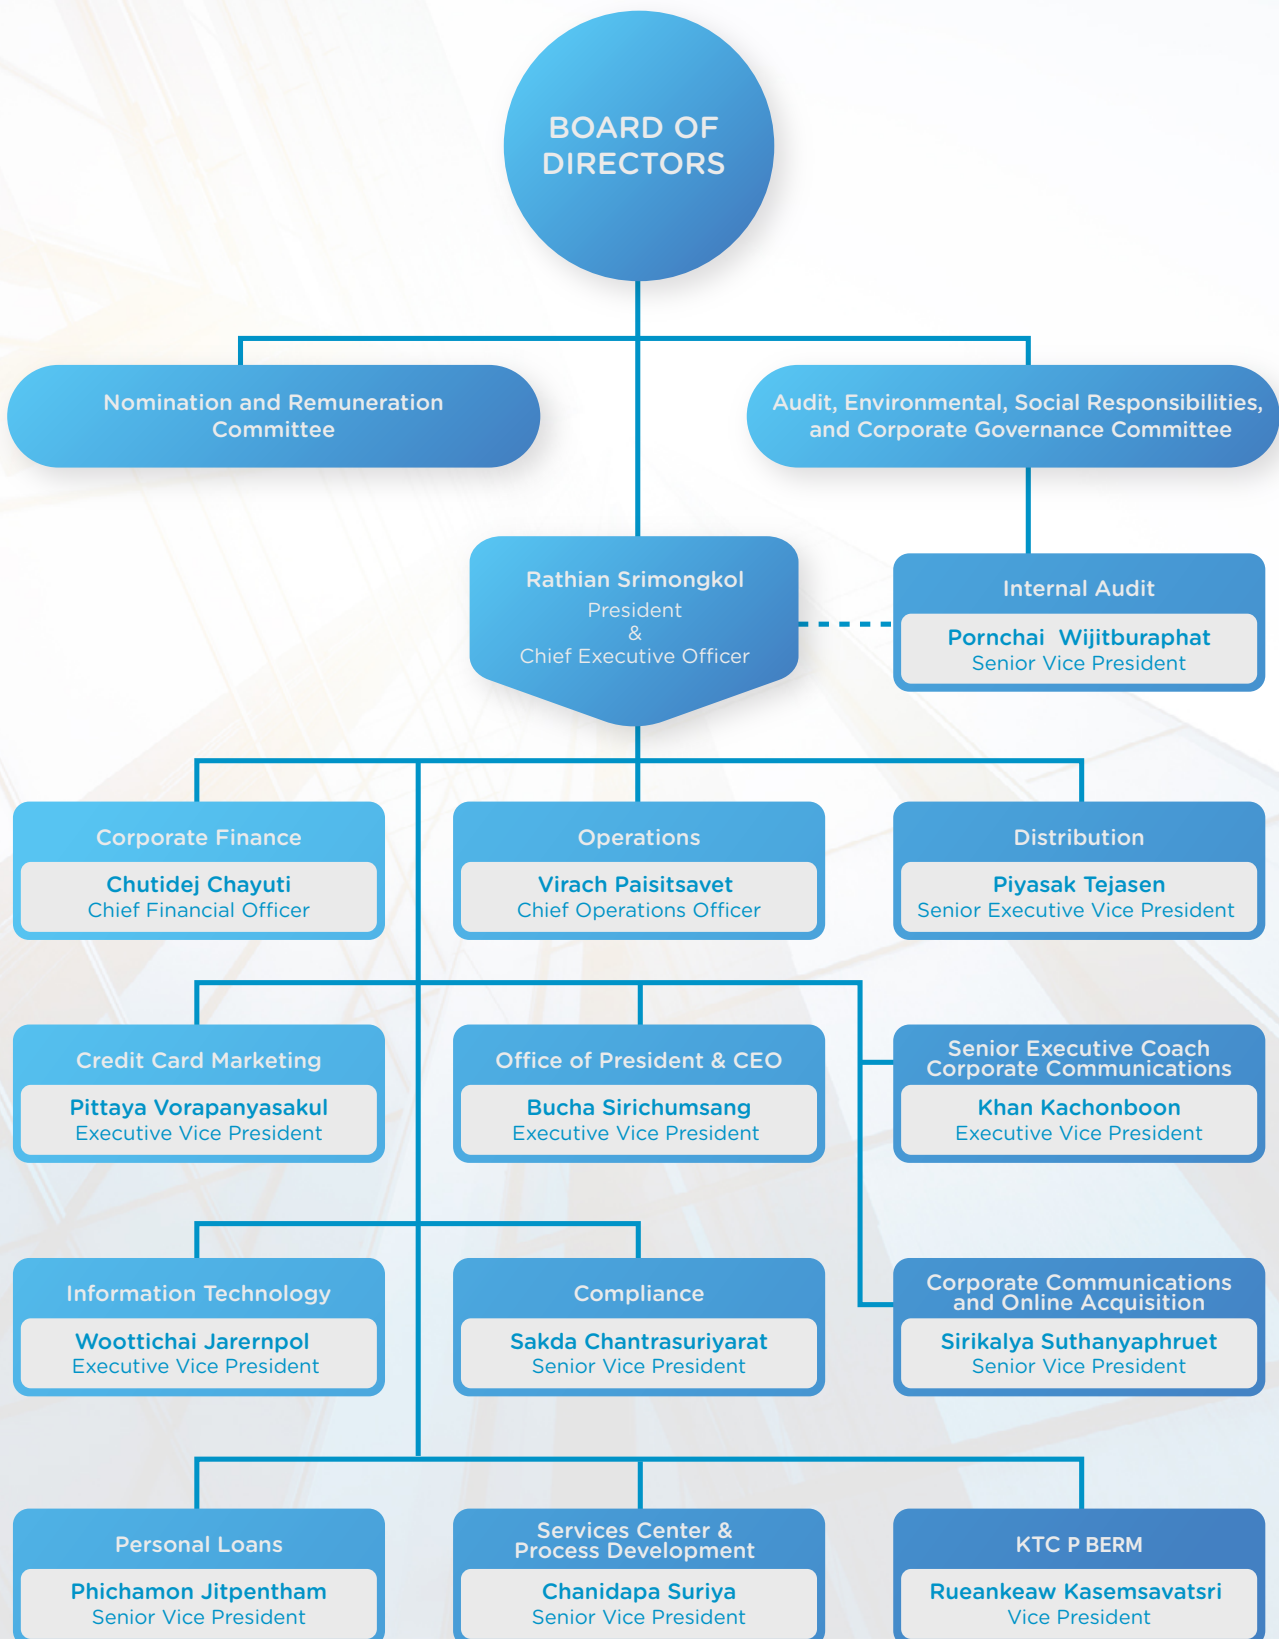 BOARD OF
DIRECTORS
Nomination and Remuneration
Committee
Audit, Environmental, Social Responsibilities,
and Corporate Governance Committee
Rathian Srimongkol
President
&
Chief Executive Officer
Internal Audit
Pornchai Wijitburaphat
Senior Vice President
Corporate Finance
Chutidej Chayuti
Chief Financial Officer
Operations
Virach Paisitsavet
Chief Operations Officer
Distribution
Piyasak Tejasen
Senior Executive Vice President
Credit Card Marketing
Pittaya Vorapanyasakul
Executive Vice President
Office of President & CEO
Bucha Sirichumsang
Executive Vice President
Senior Executive Coach
Corporate Communications
Khan Kachonboon
Executive Vice President
Information Technology
Woottichai Jarernpol
Executive Vice President
Compliance
Sakda Chantrasuriyarat
Senior Vice President
Corporate Communications
and Online Acquisition
Sirikalya Suthanyaphruet
Senior Vice President
Personal Loans
Phichamon Jitpentham
Senior Vice President
Services Center &
Process Development
Chanidapa Suriya
Senior Vice President
KTC P BERM
Rueankeaw Kasemsavatsri
Vice President